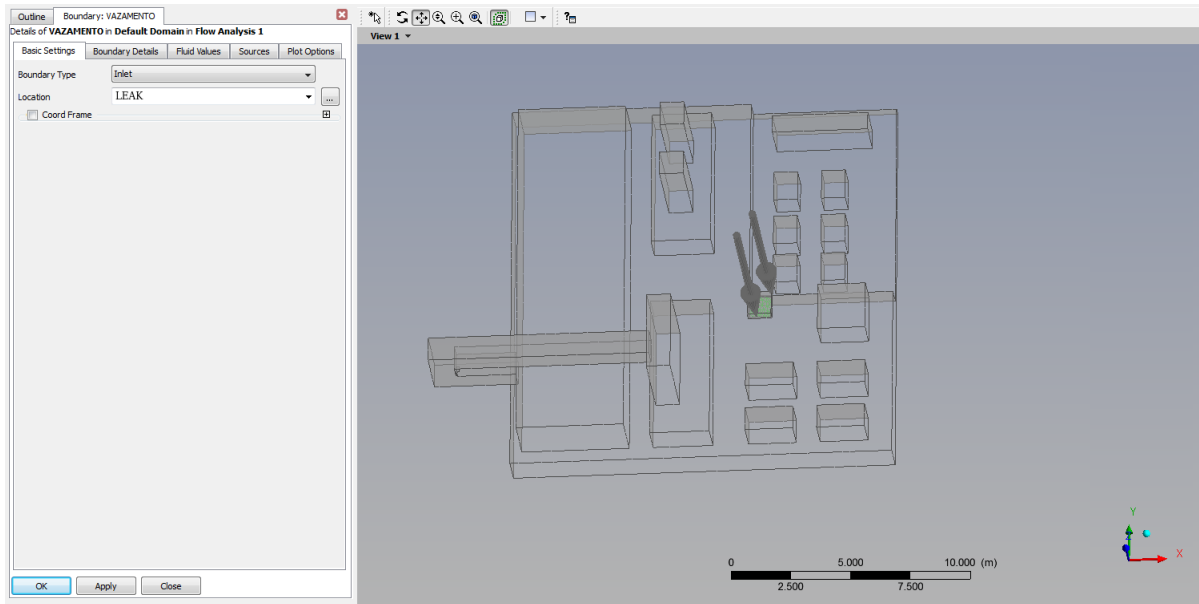 Outline Boundary: VAZAMENTO
Details of VAZAMENTO in Default Domain in Flow Analysis 1
Basic Settings Boundary Details Fluid Values Sources Plot Options
Boundary Type Inlet
Location LEAK ...
Coord Frame
OK Apply Close
View 1
Y
Z
X
0 5.000 10.000 (m)
2.500 7.500